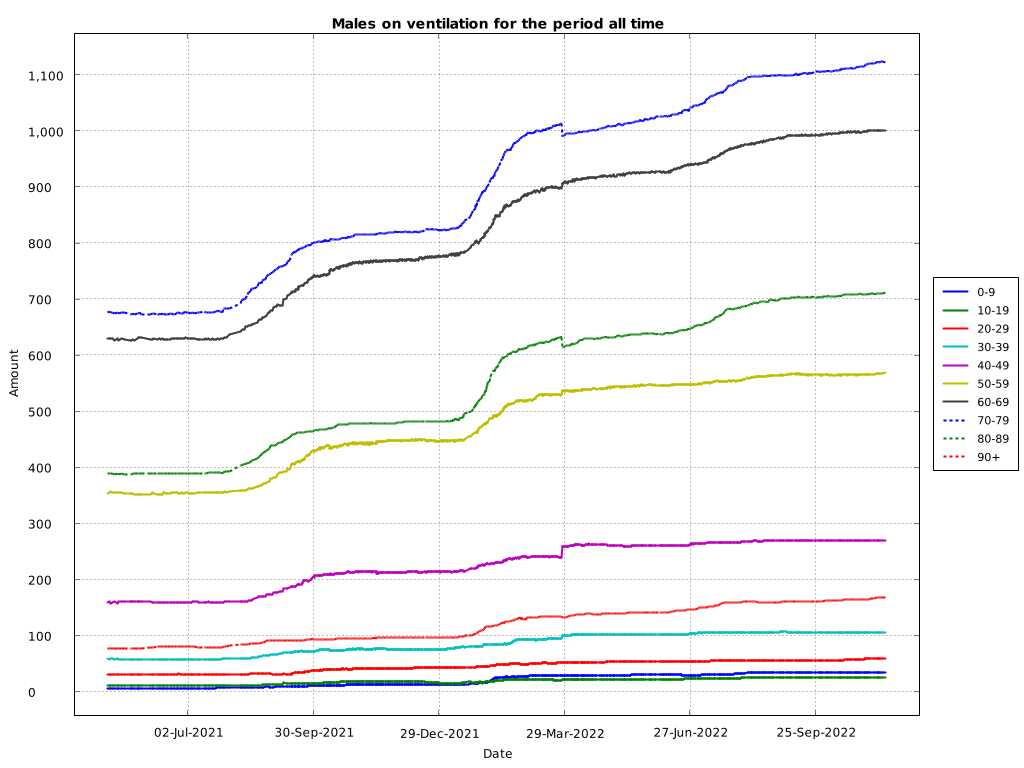 Males on ventilation for the period all time
1,100
1,000
900
800
700
600
500
400
300
200
100
0
Amount
02-Jul-2021
30-Sep-2021
29-Dec-2021
29-Mar-2022
27-Jun-2022
25-Sep-2022
Date
0-9
10-19
20-29
30-39
40-49
50-59
60-69
70-79
80-89
90+